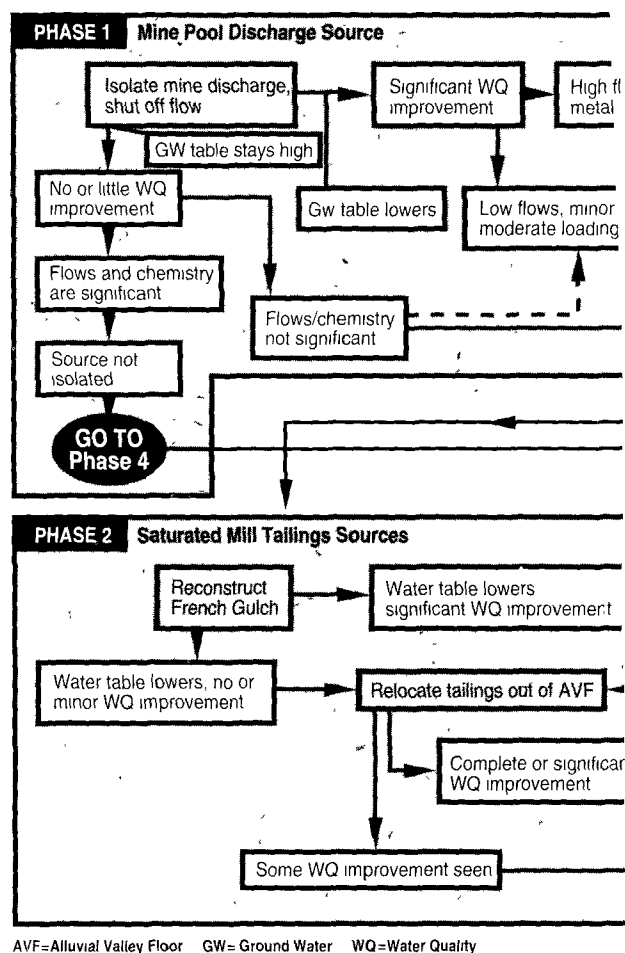 PHASE 1 Mine Pool Discharge Source
Isolate mine discharge,
shut off flow
Significant WQ
improvement
High fl
metal
GW table stays high
No or little WQ
improvement
Gw table lowers
Low flows, minor
moderate loading
Flows and chemistry
are significant
Flows/chemistry
not significant
Source not
isolated
GO TO
Phase 4
PHASE 2 Saturated Mill Tailings Sources
Reconstruct
French Gulch
Water table lowers
significant WQ improvement
Water table lowers, no or
minor WQ improvement
Relocate tailings out of AVF
Complete or significan
WQ improvement
Some WQ improvement seen
AVF=Alluvial Valley Floor GW= Ground Water WQ=Water Quality